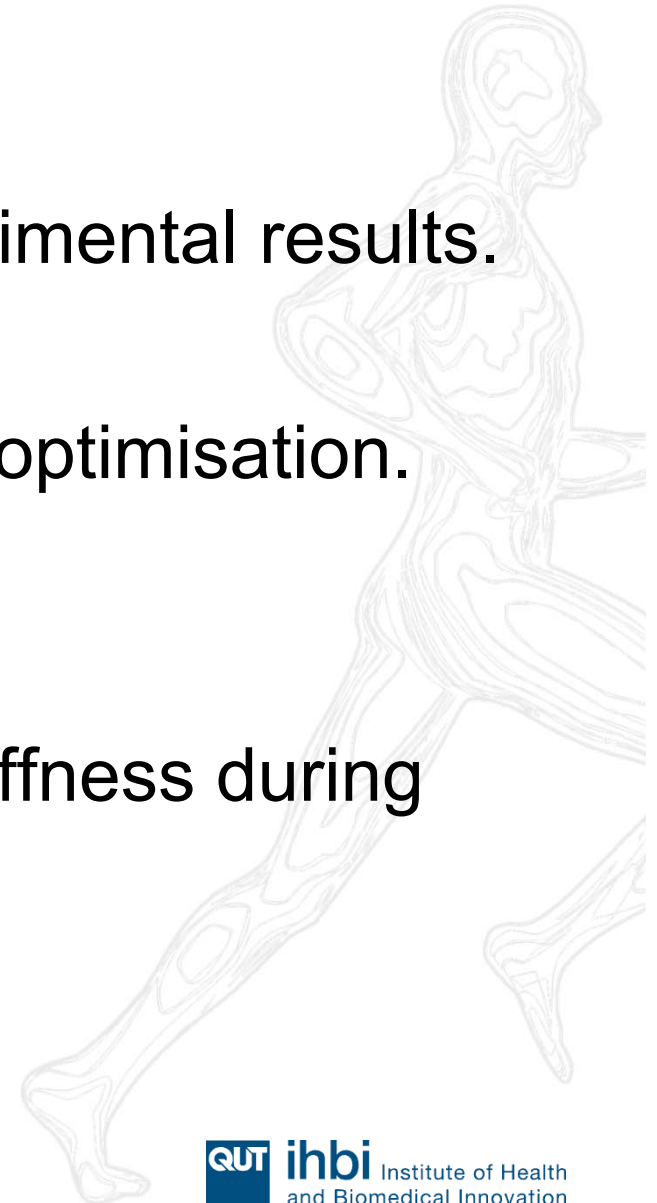 imental results.
optimisation.
ffness during
QUT ihbi Institute of Health
and Biomedical Innovation